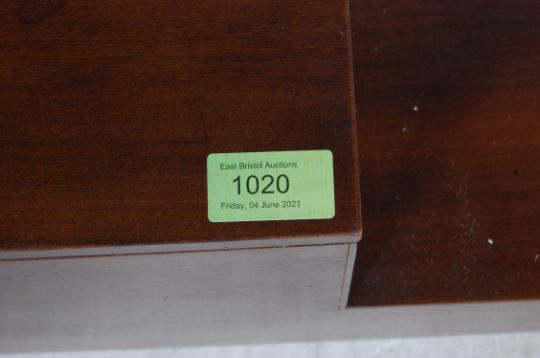 East Bristol Auctions
1020
Friday, 04 June 2021